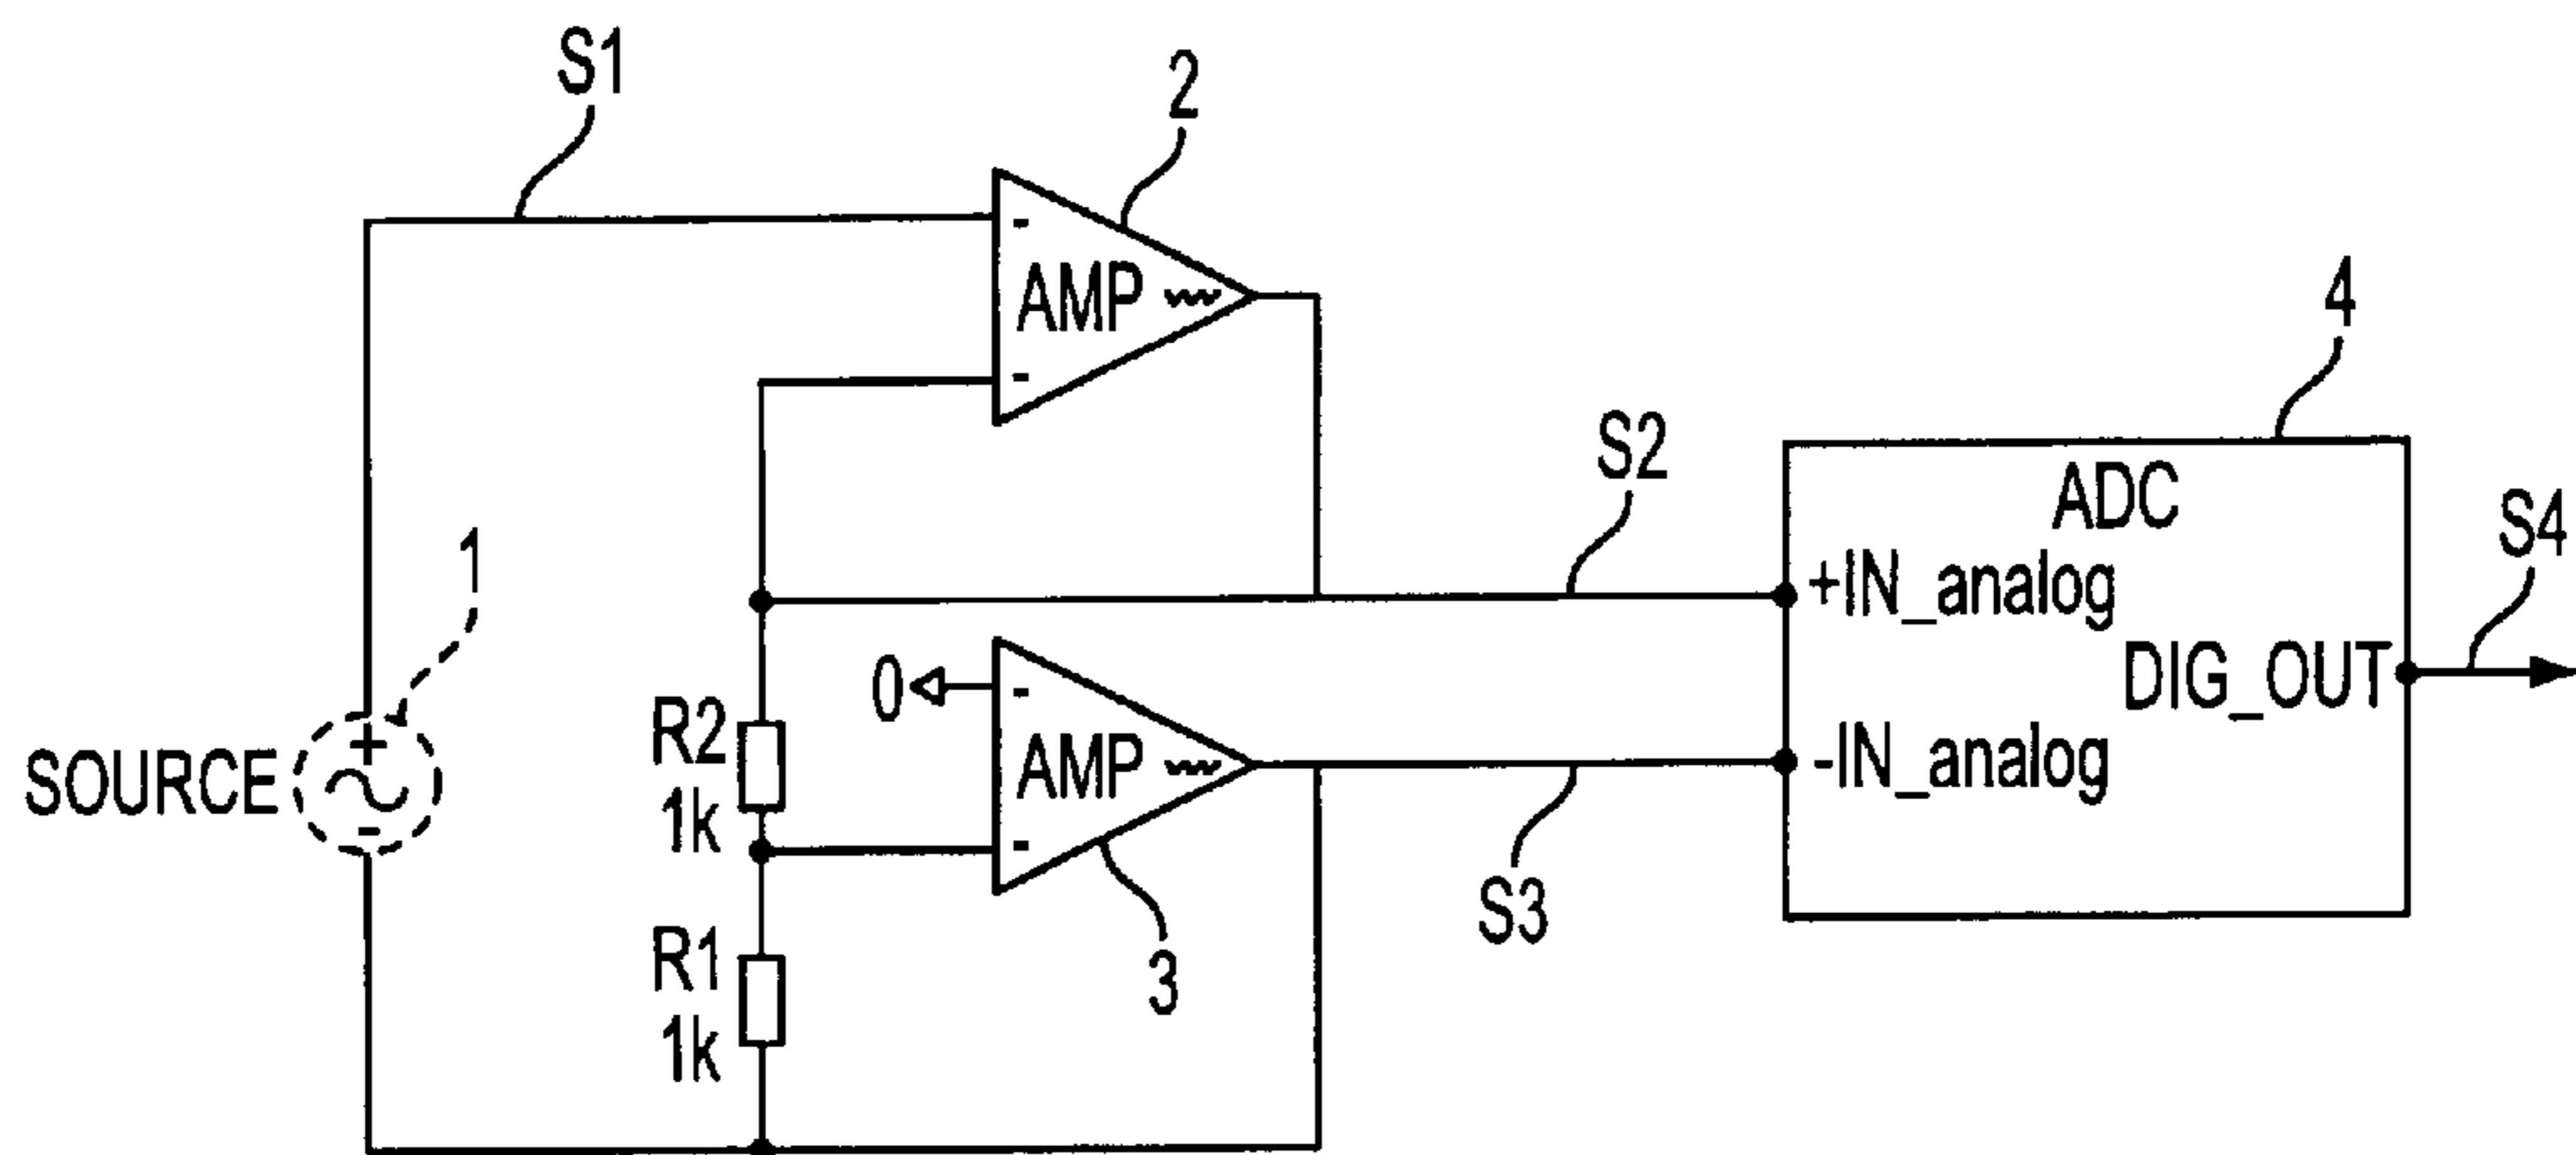 S1
2
-
AMP
-
4
S2
ADC
S4
1
+IN_analog
0
-
DIG_OUT
R2
+
SOURCE
-
AMP
-IN_analog
1k
-
S3
R1
3
1k